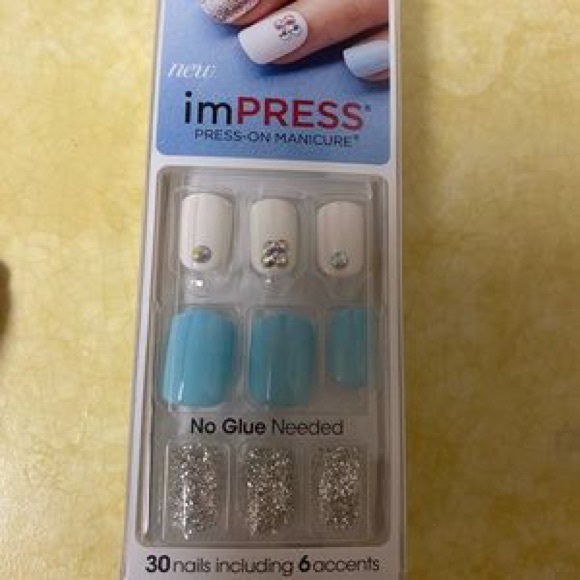 new
imPRESS®
PRESS-ON MANICURE®
No Glue Needed
30 nails including 6 accents